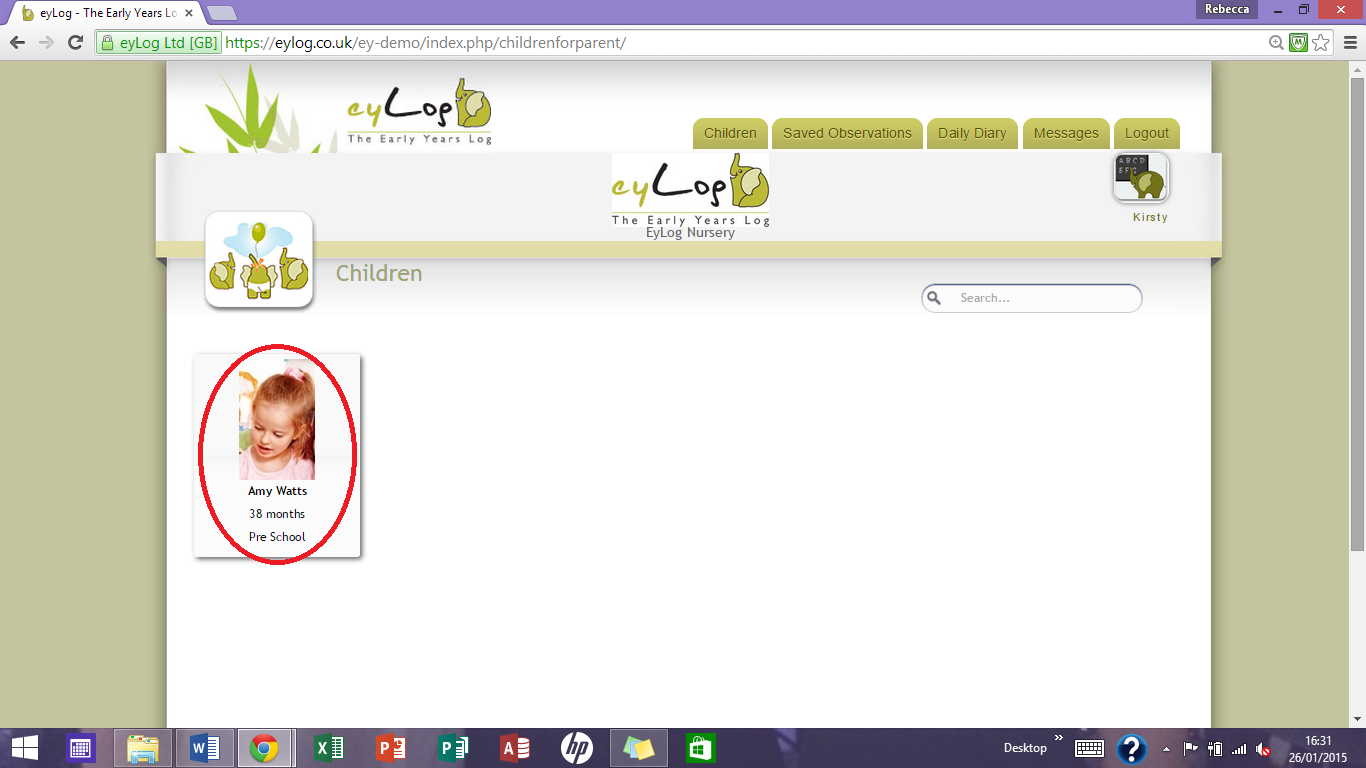 eyLog - The Early Years Lo
Rebecca
eyLog Ltd [GB] https://eylog.co.uk/ey-demo/index.php/childrenforparent/
eyLog
The Early Years Log
Children Saved Observations Daily Diary Messages Logout
eyLog
The Early Years Log
EyLog Nursery
ABCD
EFG
Kirsty
Children
Search...
Amy Watts
38 months
Pre School
Desktop
16:31
26/01/2015